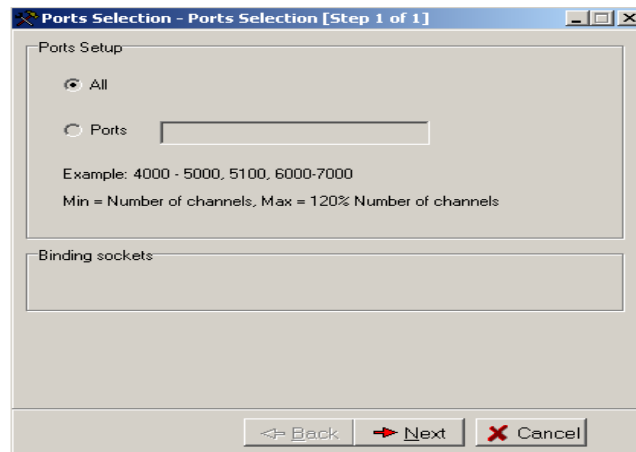 Ports Selection - Ports Selection [Step 1 of 1]
Ports Setup
All
Ports
Example: 4000 - 5000, 5100, 6000-7000
Min = Number of channels, Max = 120% Number of channels
Binding sockets
Back
Next
Cancel